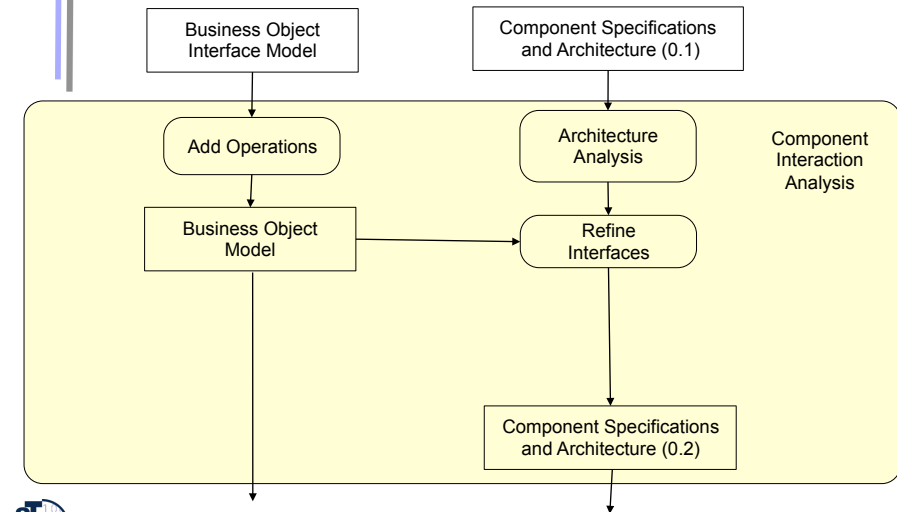 Business Object
Interface Model
Component Specifications
and Architecture (0.1)
Add Operations
Architecture
Analysis
Component
Interaction
Analysis
Business Object
Model
Refine
Interfaces
Component Specifications
and Architecture (0.2)